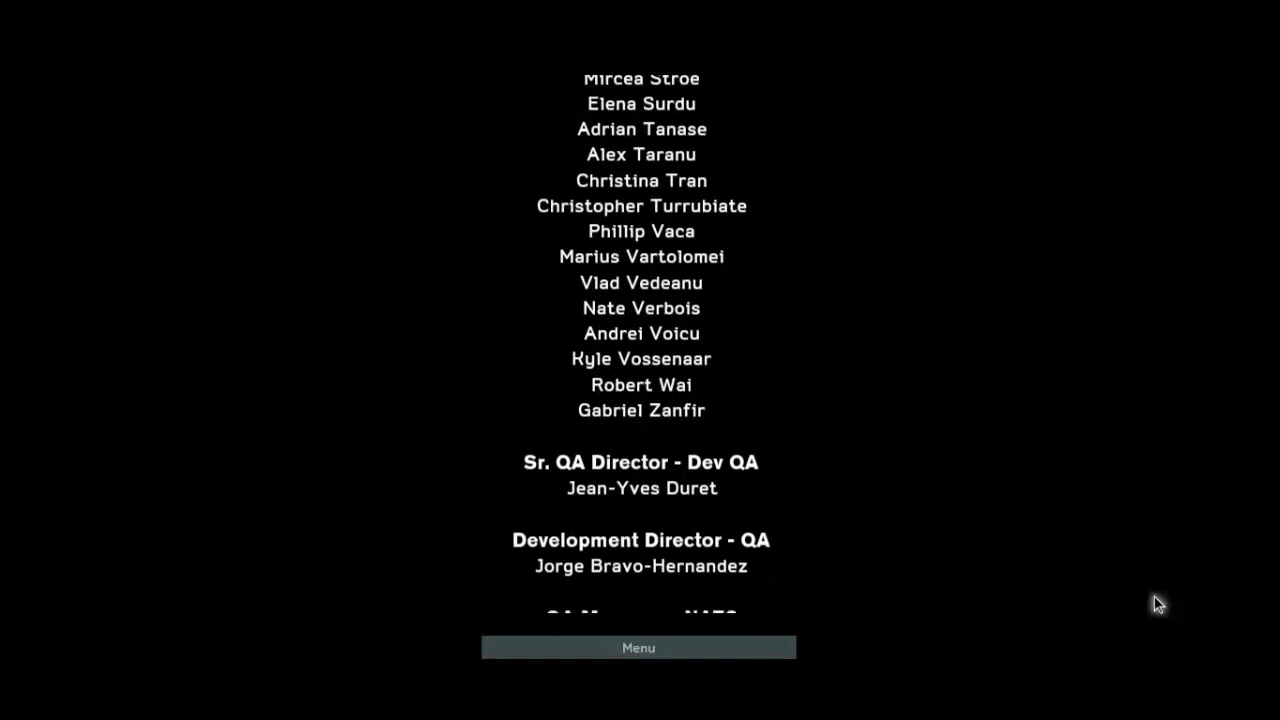 Mircea Stroe
Elena Surdu
Adrian Tanase
Alex Taranu
Christina Tran
Christopher Turrubiate
Phillip Vaca
Marius Vartolomei
Vlad Vedeanu
Nate Verbois
Andrei Voicu
Kyle Vossenaar
Robert Wai
Gabriel Zanfir
Sr. QA Director - Dev QA
Jean-Yves Duret
Development Director - QA
Jorge Bravo-Hernandez
QA
Menu